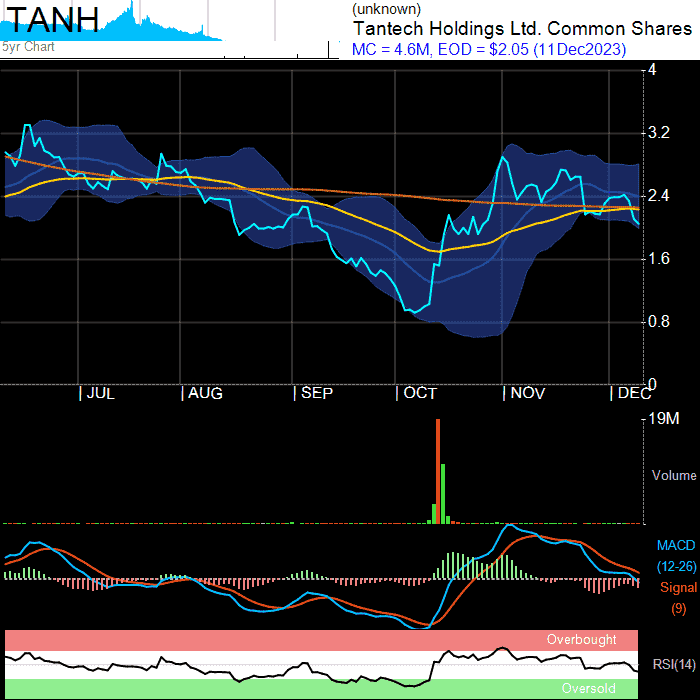 TANH
5yr Chart
(unknown)
Tantech Holdings Ltd. Common Shares
MC = 4.6M, EOD = $2.05 (11Dec2023)
4
3.2
2.4
1.6
0.8
0
JUL AUG SEP OCT NOV DEC
19M
Volume
MACD
(12-26)
Signal
(9)
Overbought
RSI(14)
Oversold